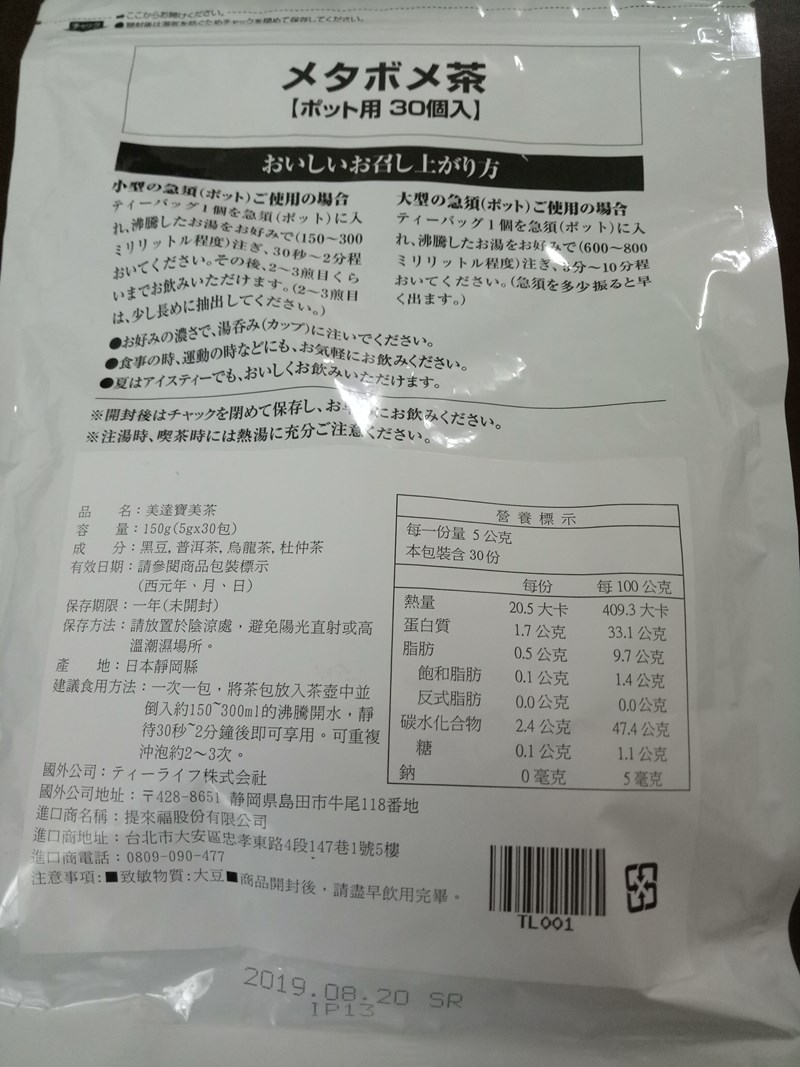 チャック
ここからお開けください。
●開封後は湿気を防ぐためチャックを閉めて保存してください。
メタボメ茶
【ポット用 30個入】
おいしいお召し上がり方
小型の急須(ポット)ご使用の場合
ティーバッグ1個を急須(ポット)に入
れ、沸騰したお湯をお好みで(150〜300
ミリリットル程度)注ぎ、30秒〜2分程
おいてください。その後、2〜3煎目くら
いまでお飲みいただけます。(2〜3煎目
は、少し長めに抽出してください。)
大型の急須(ポット)ご使用の場合
ティーバッグ1個を急須(ポット)に入
れ、沸騰したお湯をお好みで(600〜800
ミリリットル程度)注ぎ、5分〜10分程
おいてください。(急須を多少振ると早
く出ます。)
●お好みの濃さで、湯呑み(カップ)に注いでください。
●食事の時、運動の時などにも、お気軽にお飲みください。
●夏はアイスティーでも、おいしくお飲みいただけます。
※開封後はチャックを閉めて保存し、お にお飲みください。
※注湯時、喫茶時には熱湯に充分ご注意ください。
品 名：美達寶美茶
容 量：150g(5gx30包)
成 分：黑豆, 普洱茶, 烏龍茶, 杜仲茶
有效日期：請參閱商品包裝標示
(西元年、月、日)
保存期限：一年(未開封)
保存方法：請放置於陰涼處，避免陽光直射或高
溫潮濕場所。
產 地：日本靜岡縣
建議食用方法：一次一包，將茶包放入茶壺中並
倒入約150~300ml的沸騰開水，靜
待30秒~2分鐘後即可享用。可重複
沖泡約2〜3次。
國外公司：ティーライフ株式会社
國外公司地址：〒428-8651 静岡県島田市牛尾118番地
進口商名稱：提來福股份有限公司
進口商地址：台北市大安區忠孝東路4段147巷1號5樓
進口商電話：0809-090-477
注意事項:■致敏物質:大豆■商品開封後，請盡早飲用完畢。
營養標示
每一份量 5公克
本包裝含 30份
每份 每 100 公克
熱量 20.5 大卡 409.3 大卡
蛋白質 1.7 公克 33.1 公克
脂肪 0.5 公克 9.7 公克
飽和脂肪 0.1 公克 1.4 公克
反式脂肪 0.0 公克 0.0 公克
碳水化合物 2.4 公克 47.4 公克
糖 0.1 公克 1.1 公克
鈉 0 毫克 5 毫克
TL001
2019.08.20 SR
IP13